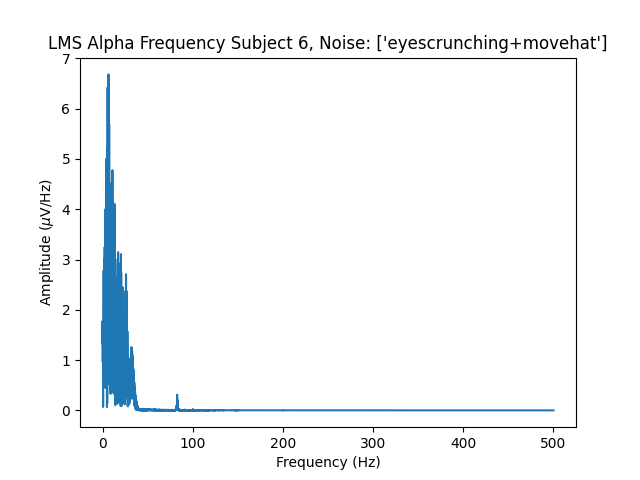 LMS Alpha Frequency Subject 6, Noise: ['eyescrunching+movehat']
7
6
5
4
3
2
1
0
Amplitude (μV/Hz)
0 100 200 300 400 500
Frequency (Hz)